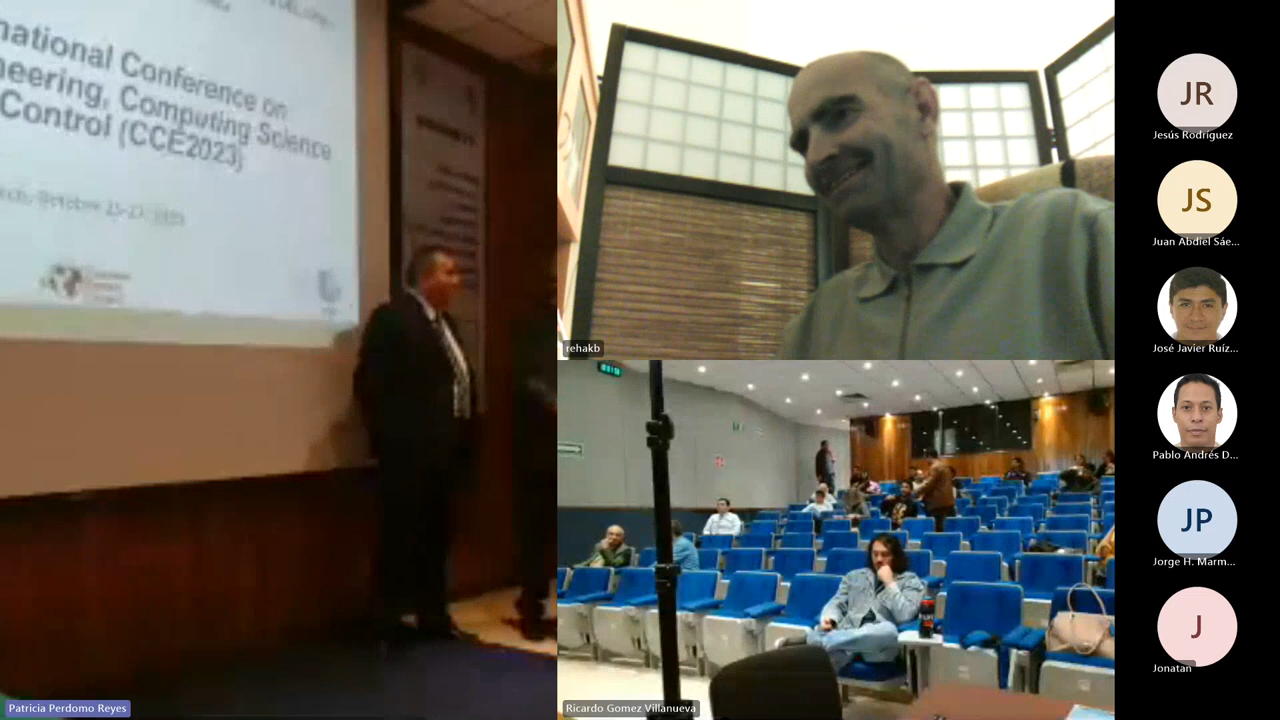 national Conference on
neering, Computing Science
Control (CCE2023)
Patricia Perdomo Reyes
rehakb
Ricardo Gomez Villanueva
JR
Jesús Rodríguez
JS
Juan Abdiel Sáe...
José Javier Ruíz...
Pablo Andrés D...
JP
Jorge H. Marm...
J
Jonatan